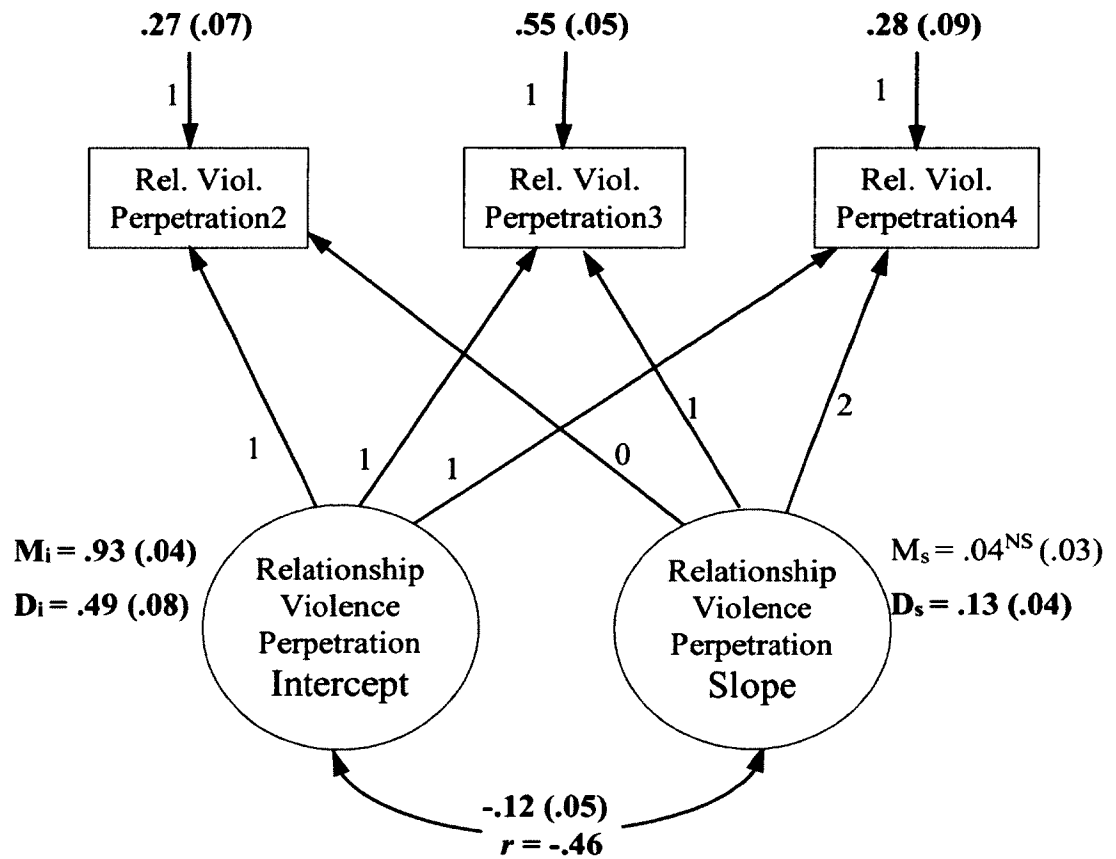 .27 (.07)
.55 (.05)
.28 (.09)
1
1
1
Rel. Viol.
Perpetration2
Rel. Viol.
Perpetration3
Rel. Viol.
Perpetration4
1
1
1
0
1
2
Mi = .93 (.04)
Di = .49 (.08)
Relationship
Violence
Perpetration
Intercept
Relationship
Violence
Perpetration
Slope
Ms = .04NS (.03)
Ds = .13 (.04)
-.12 (.05)
r = -.46